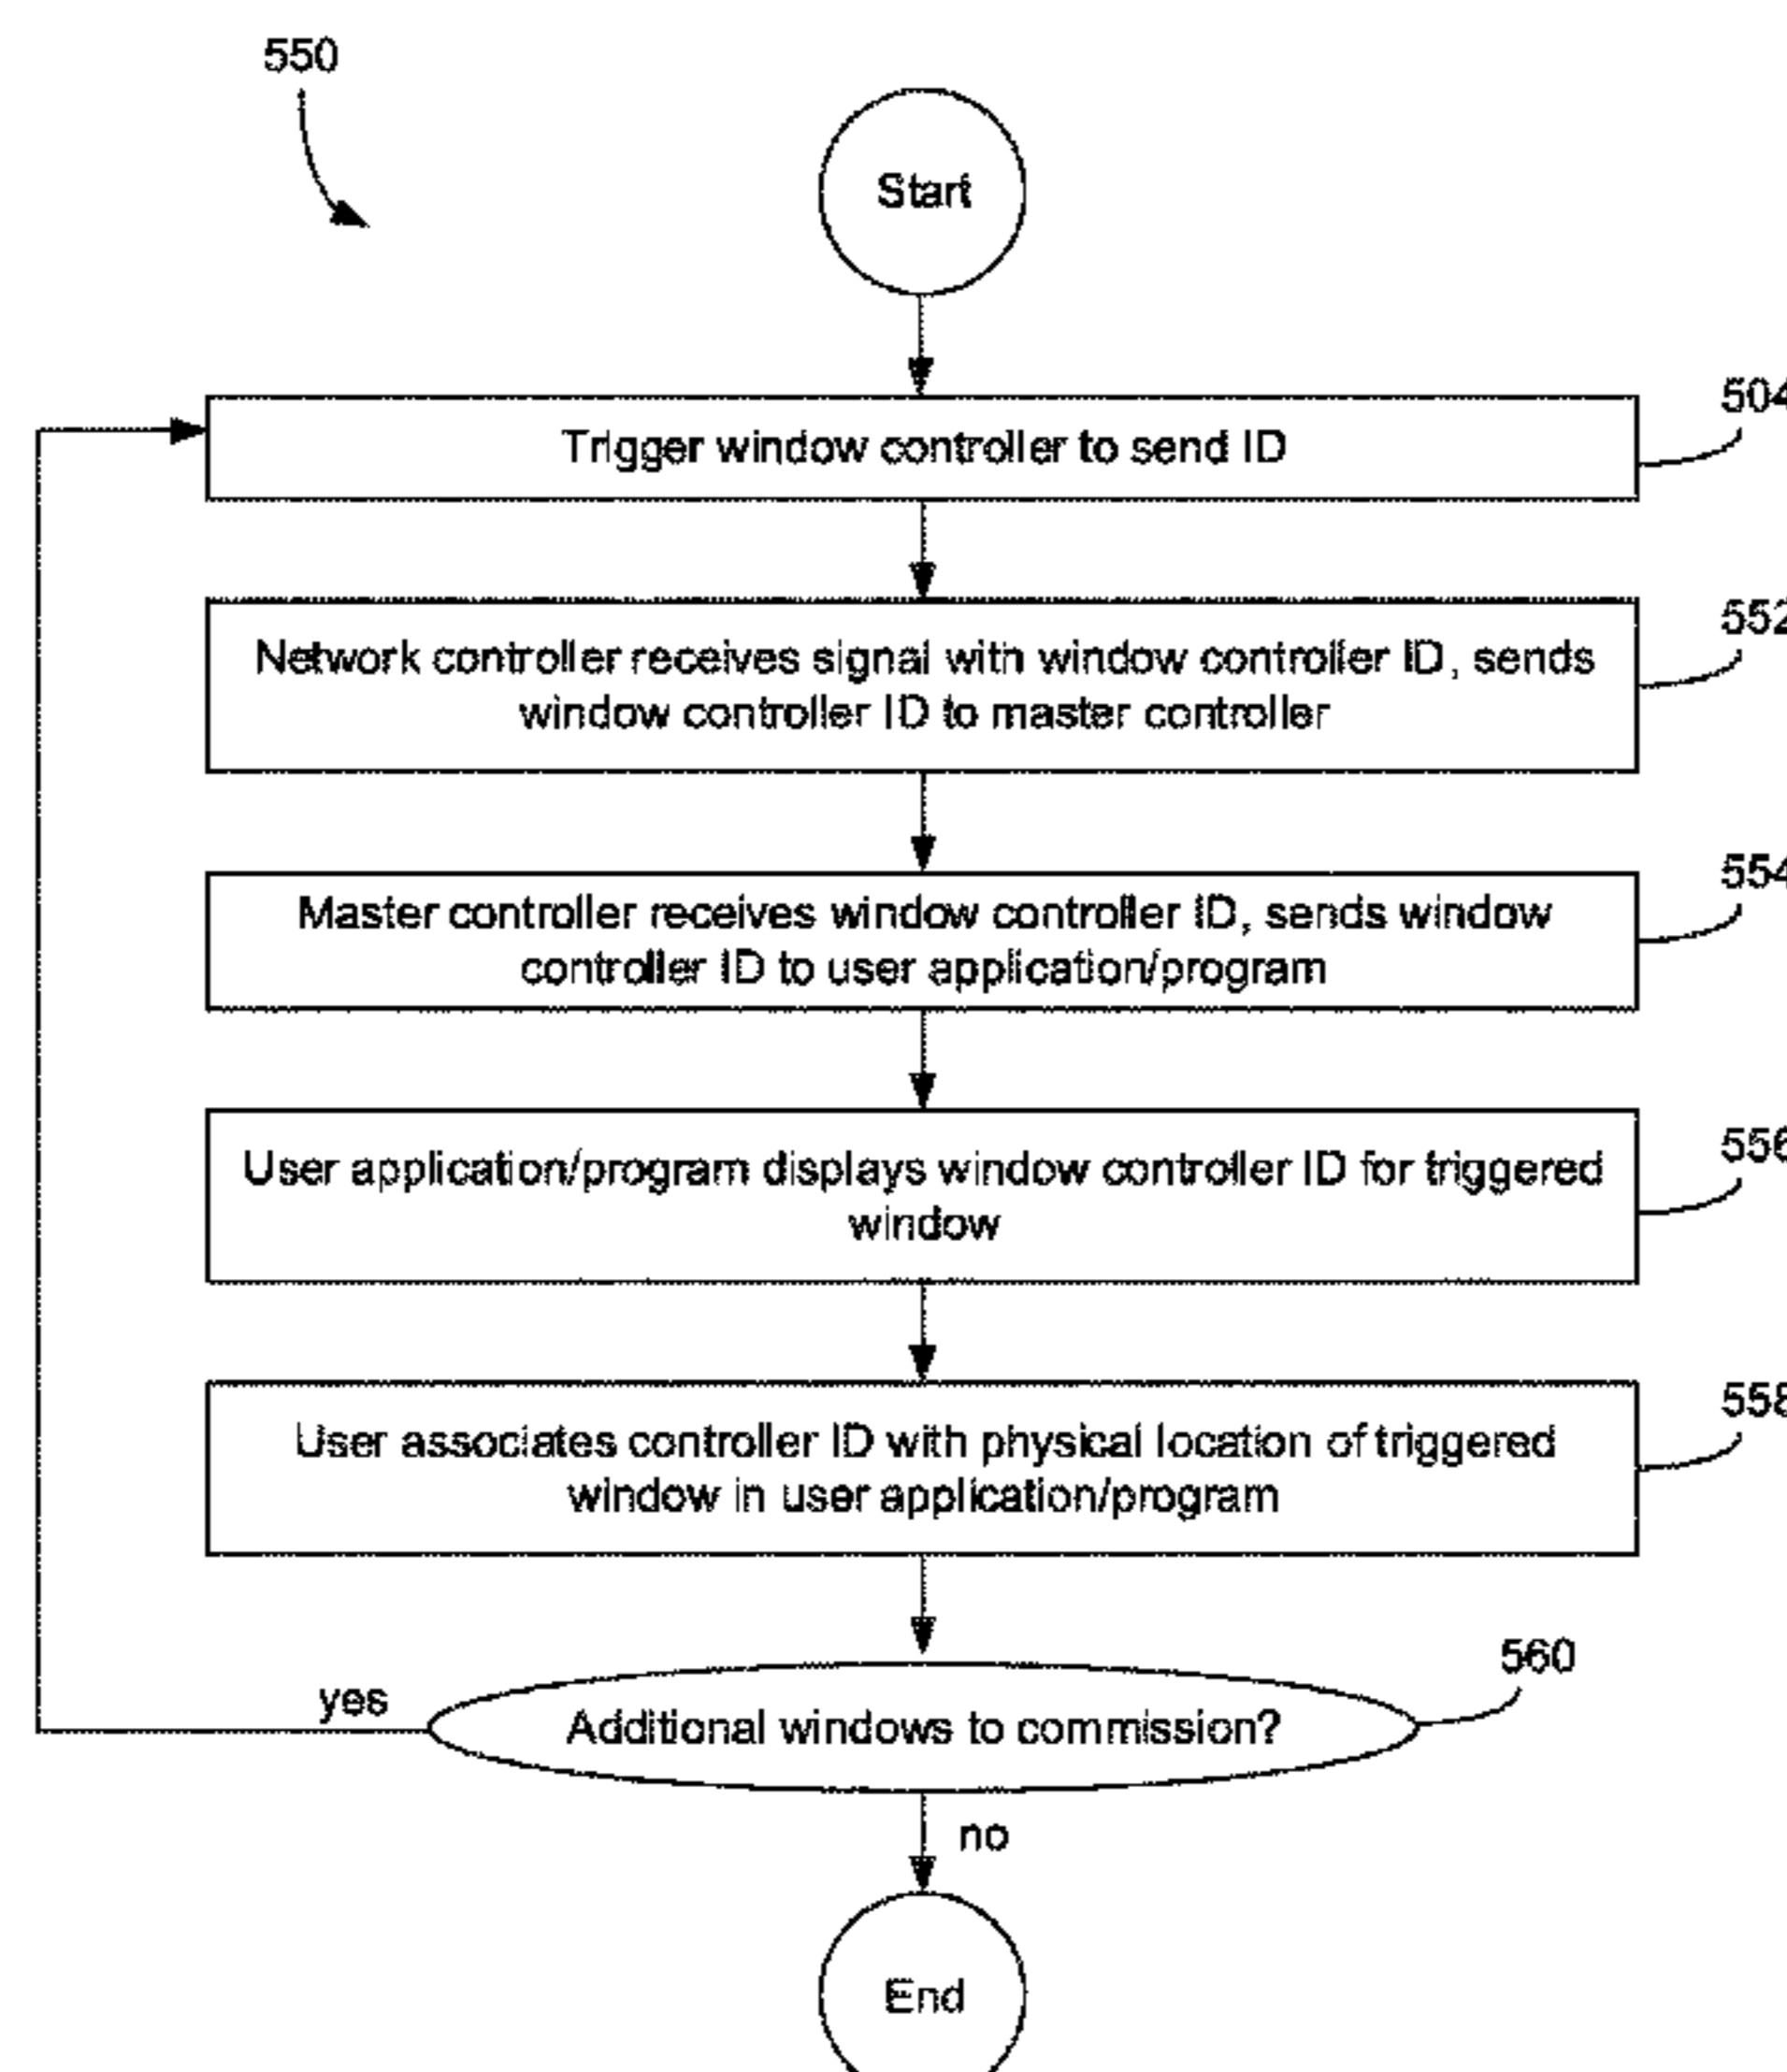 550
Start
504
Trigger window controller to send ID
552
Network controller receives signal with window controller ID, sends
window controller ID to master controller
554
Master controller receives window controller ID, sends window
controller ID to user application/program
556
User application/program displays window controller ID for triggered
window
558
User associates controller ID with physical location of triggered
window in user application/program
560
Additional windows to commission?
yes
no
End